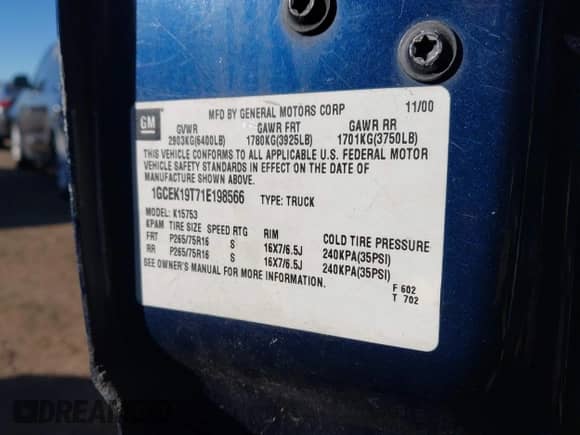 MFD BY GENERAL MOTORS CORP 11/00
GM
GVWR GAWR FRT GAWR RR
2903KG(6400LB) 1780KG(3925LB) 1701KG(3750LB)
THIS VEHICLE CONFORMS TO ALL APPLICABLE U.S. FEDERAL MOTOR
VEHICLE SAFETY STANDARDS IN EFFECT ON THE DATE OF
MANUFACTURE SHOWN ABOVE.
1GCEK19T71E198566 TYPE: TRUCK
MODEL: K15753
KPAM TIRE SIZE SPEED RTG RIM COLD TIRE PRESSURE
FRT P265/75R16 S 16X7/6.5J 240KPA(35PSI)
RR P265/75R16 S 16X7/6.5J 240KPA(35PSI)
SEE OWNER'S MANUAL FOR MORE INFORMATION.
F 602
T 702